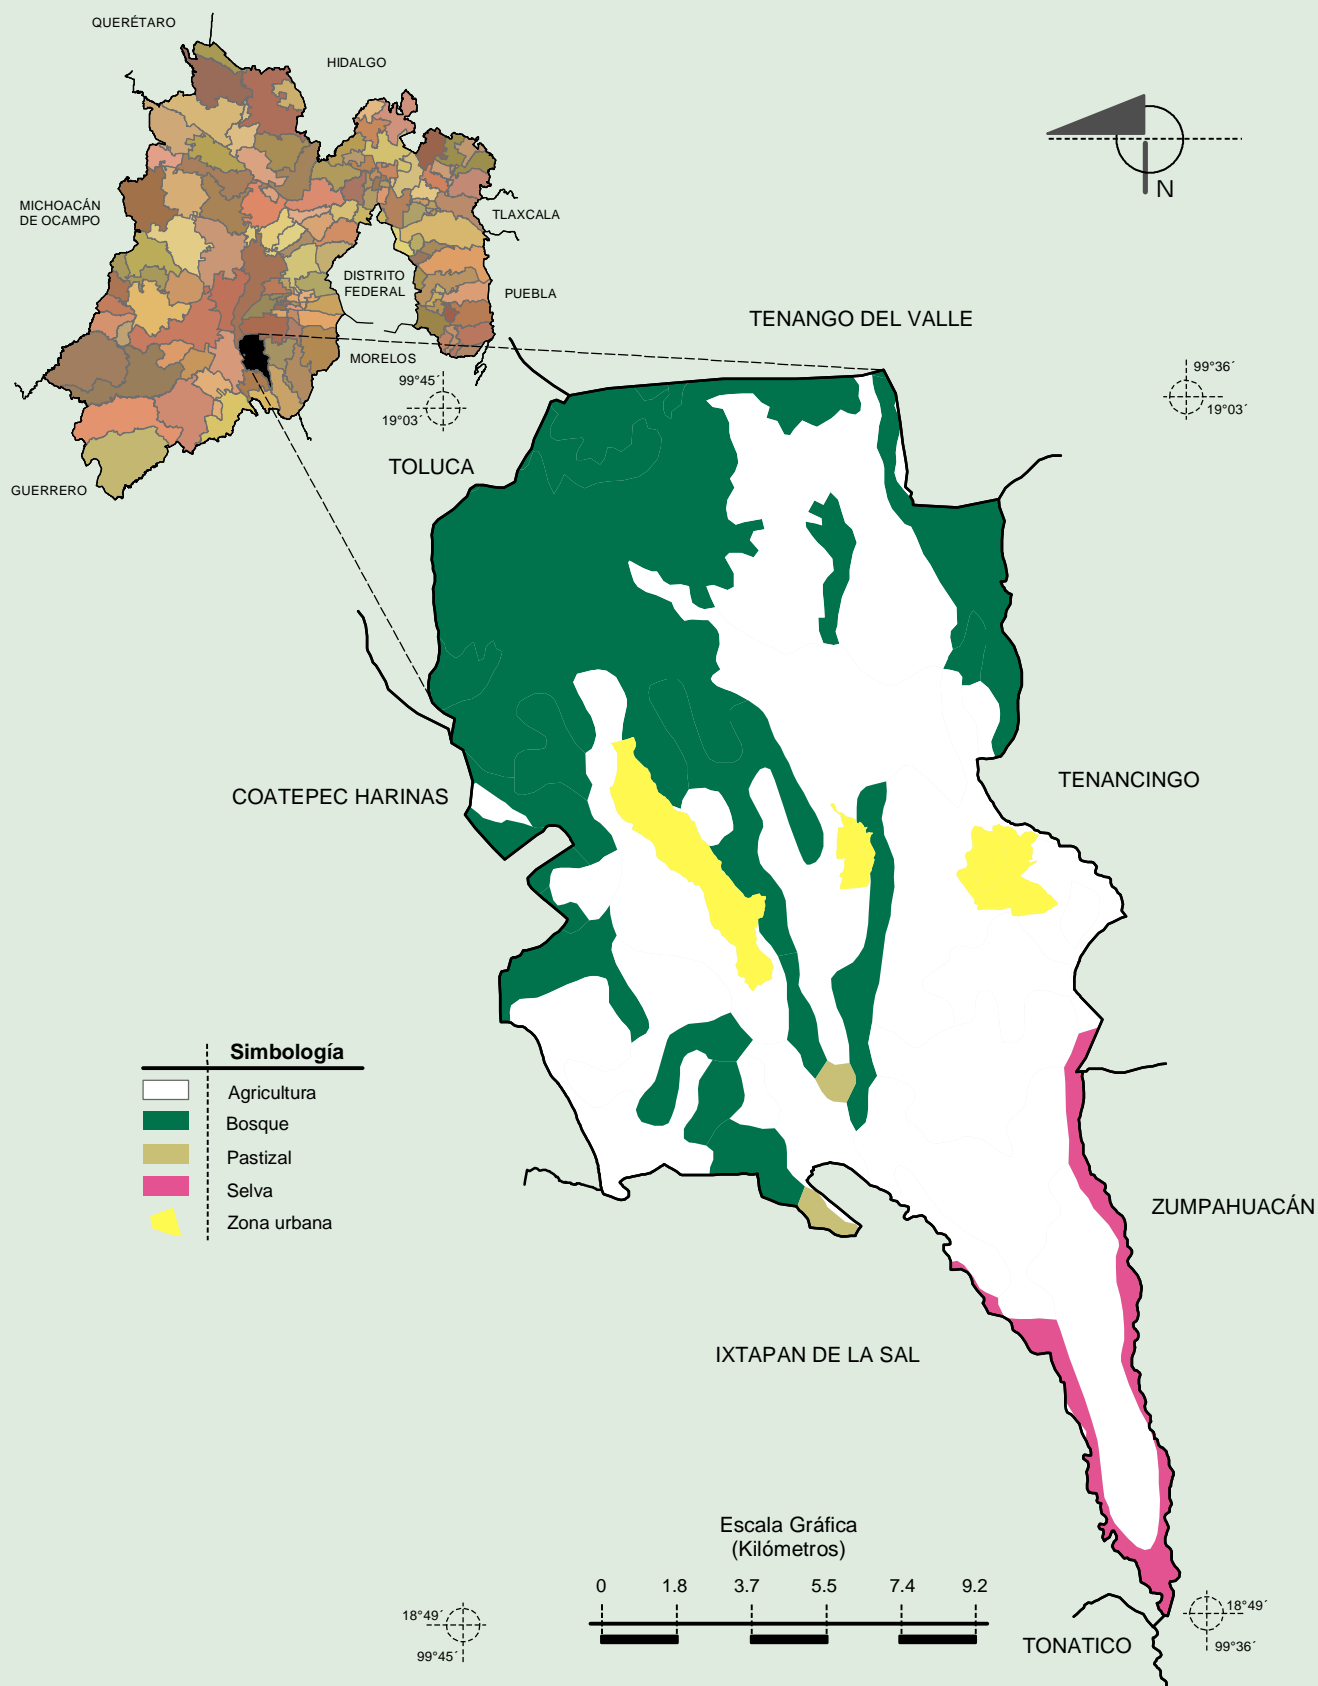 QUERÉTARO
HIDALGO
MICHOACÁN
DE OCAMPO
TLAXCALA
DISTRITO
FEDERAL
PUEBLA
MORELOS
GUERRERO
N
TENANGO DEL VALLE
99°45´
19°03´
99°36´
19°03´
TOLUCA
COATEPEC HARINAS
TENANCINGO
Simbología
Agricultura
Bosque
Pastizal
Selva
Zona urbana
ZUMPAHUACÁN
IXTAPAN DE LA SAL
Escala Gráfica
(Kilómetros)
0 1.8 3.7 5.5 7.4 9.2
18°49´
99°45´
18°49´
99°36´
TONATICO